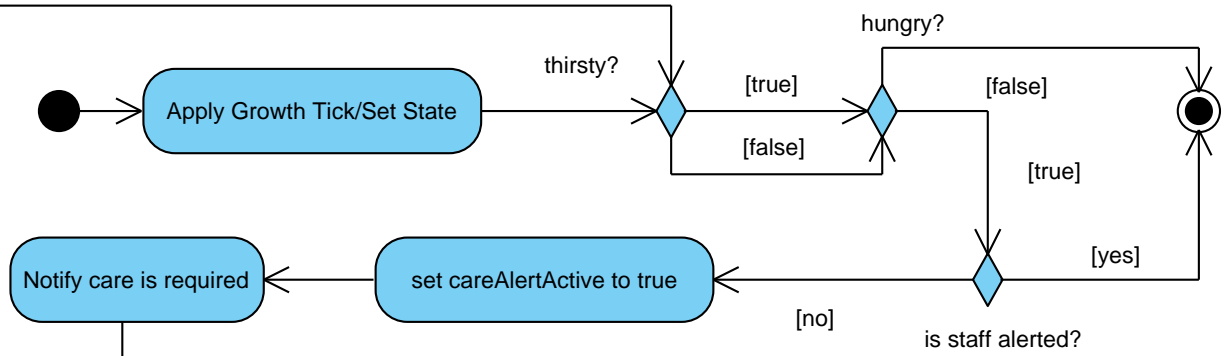 hungry?
thirsty?
[true]
[false]
Apply Growth Tick/Set State
[false]
[true]
[yes]
Notify care is required
set careAlertActive to true
[no]
is staff alerted?